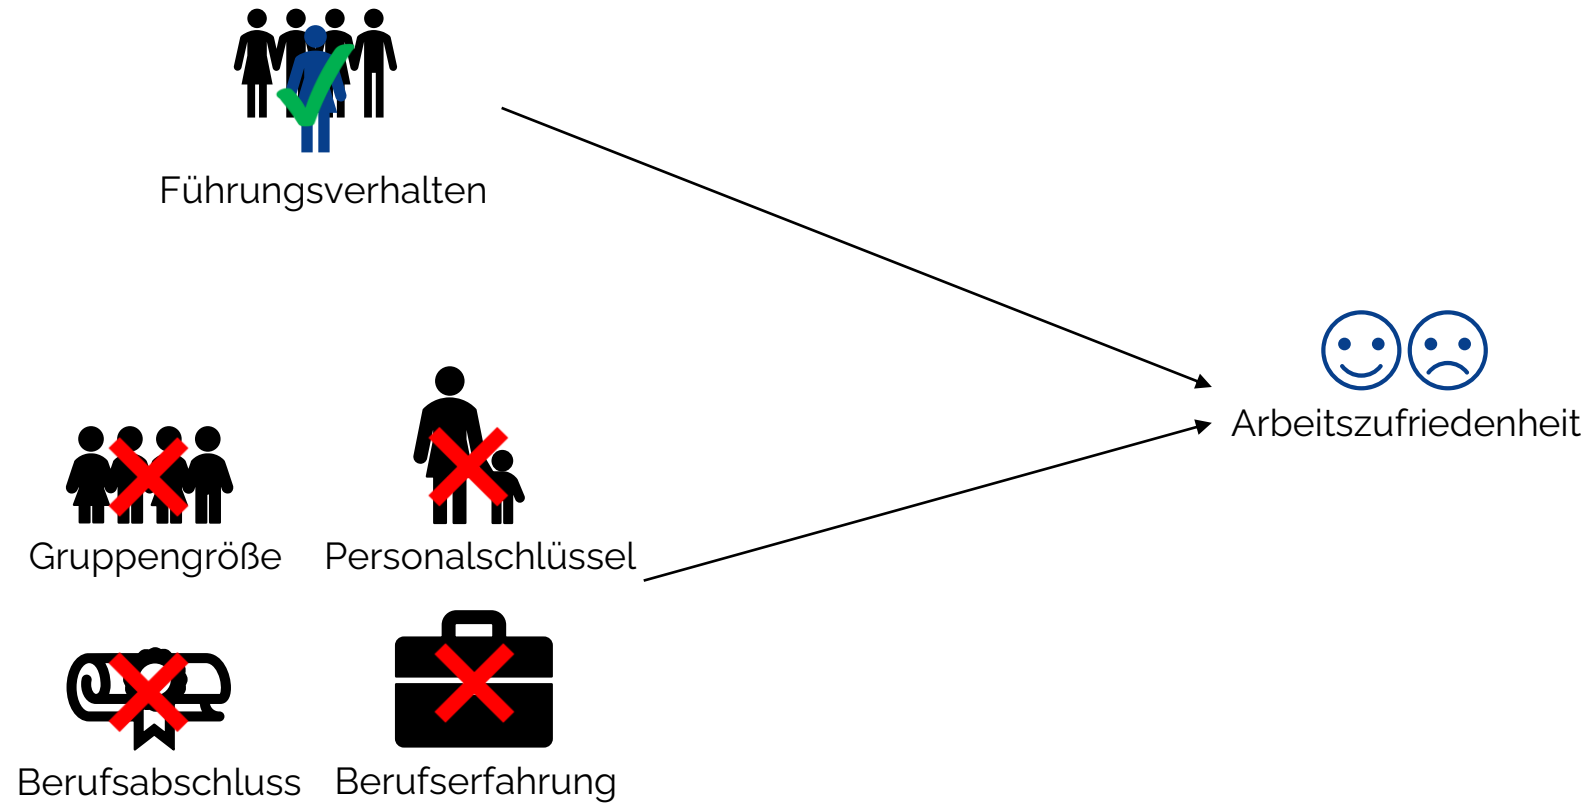 Führungsverhalten
Arbeitszufriedenheit
Gruppengröße
Personalschlüssel
Berufsabschluss
Berufserfahrung